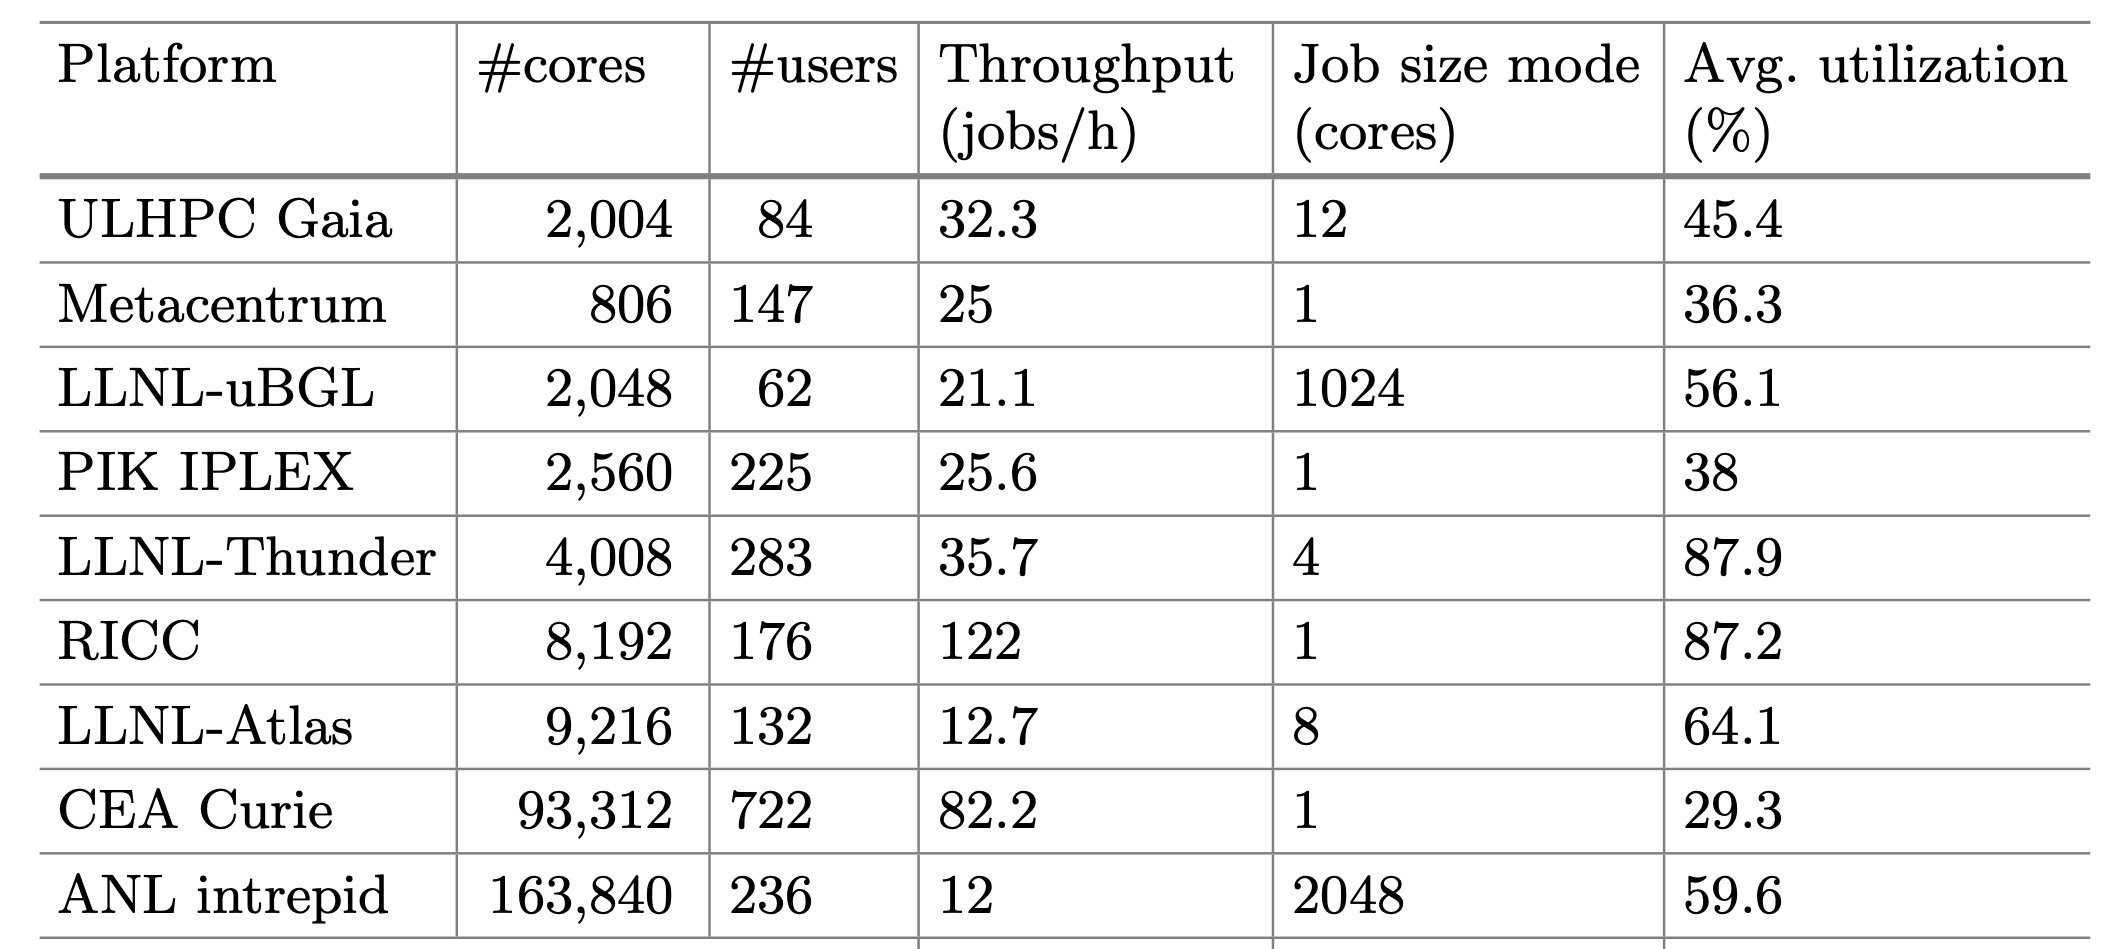 Platform #cores #users Throughput (jobs/h) Job size mode (cores) Avg. utilization (%)
ULHPC Gaia 2,004 84 32.3 12 45.4
Metacentrum 806 147 25 1 36.3
LLNL-uBGL 2,048 62 21.1 1024 56.1
PIK IPLEX 2,560 225 25.6 1 38
LLNL-Thunder 4,008 283 35.7 4 87.9
RICC 8,192 176 122 1 87.2
LLNL-Atlas 9,216 132 12.7 8 64.1
CEA Curie 93,312 722 82.2 1 29.3
ANL intrepid 163,840 236 12 2048 59.6